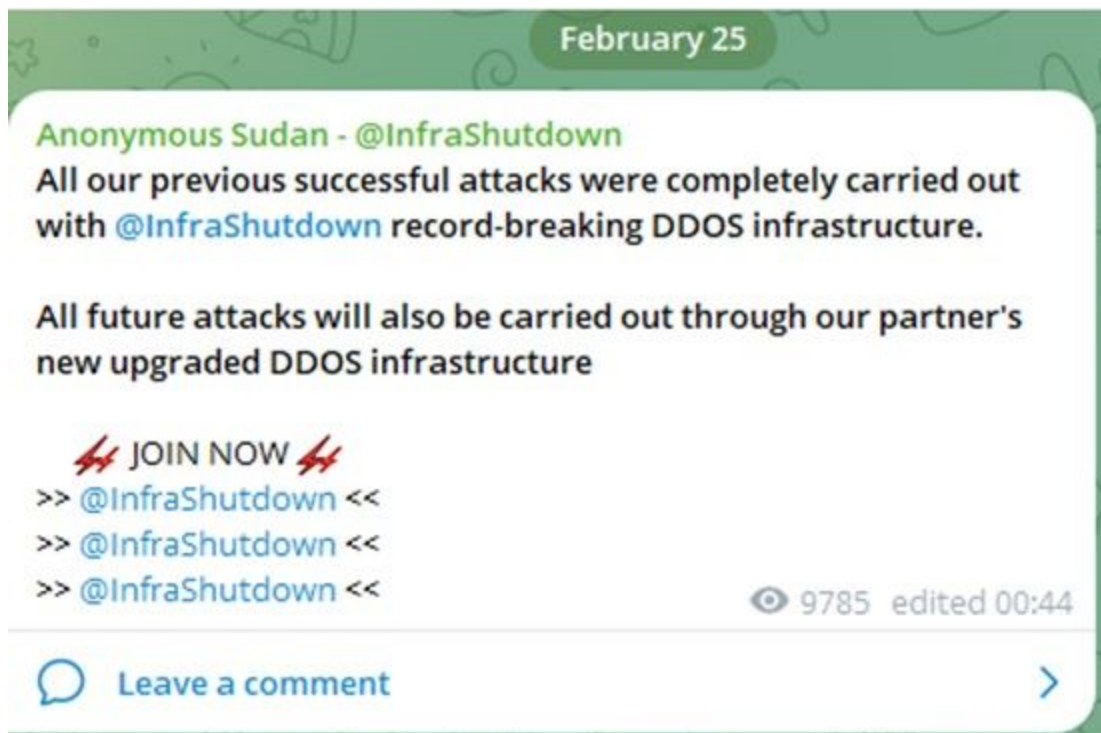 February 25
Anonymous Sudan - @InfraShutdown
All our previous successful attacks were completely carried out
with @InfraShutdown record-breaking DDOS infrastructure.
All future attacks will also be carried out through our partner's
new upgraded DDOS infrastructure
JOIN NOW
>> @InfraShutdown <<
>> @InfraShutdown <<
>> @InfraShutdown <<
9785 edited 00:44
Leave a comment